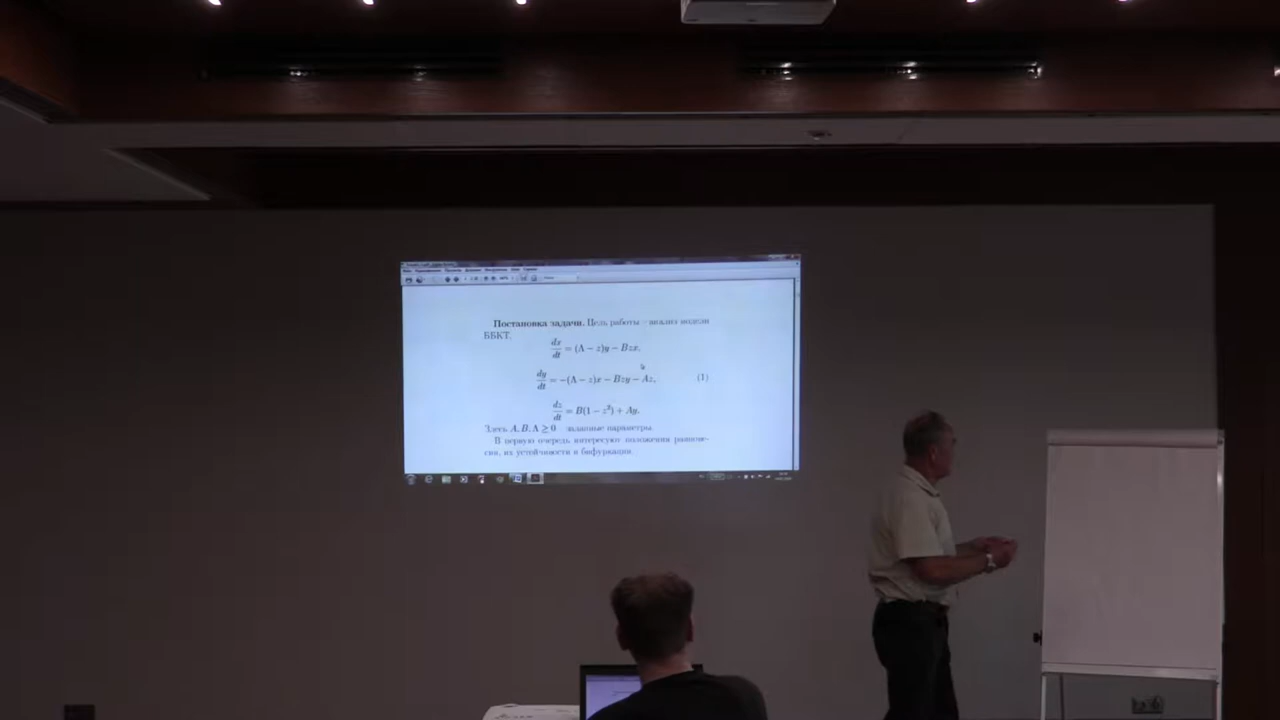 Постановка задачи. Цель работы – анализ модели
ББКТ.
dx/dt = (Λ − z)y − Bzx,
dy/dt = −(Λ − z)x − Bzy − Az, (1)
dz/dt = B(1 − z²) + Ay.
Здесь A, B, Λ ≥ 0 заданные параметры.
В первую очередь интересуют положения равнове-
сия, их устойчивость и бифуркации